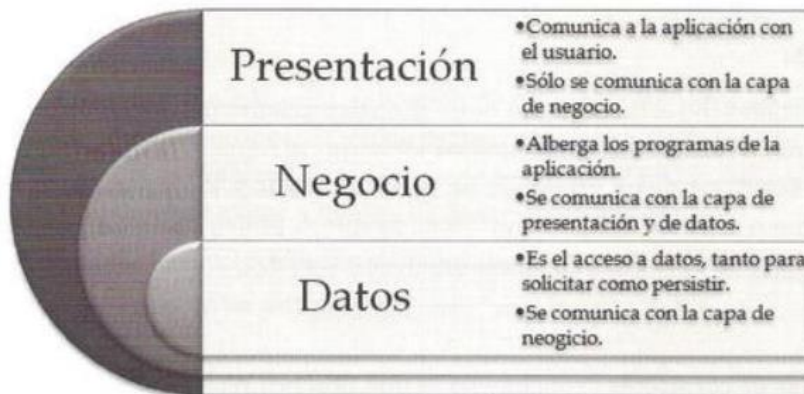 Presentación
•Comunica a la aplicación con
el usuario.
•Sólo se comunica con la capa
de negocio.
Negocio
•Alberga los programas de la
aplicación.
•Se comunica con la capa de
presentación y de datos.
Datos
•Es el acceso a datos, tanto para
solicitar como persistir.
•Se comunica con la capa de
neogicio.